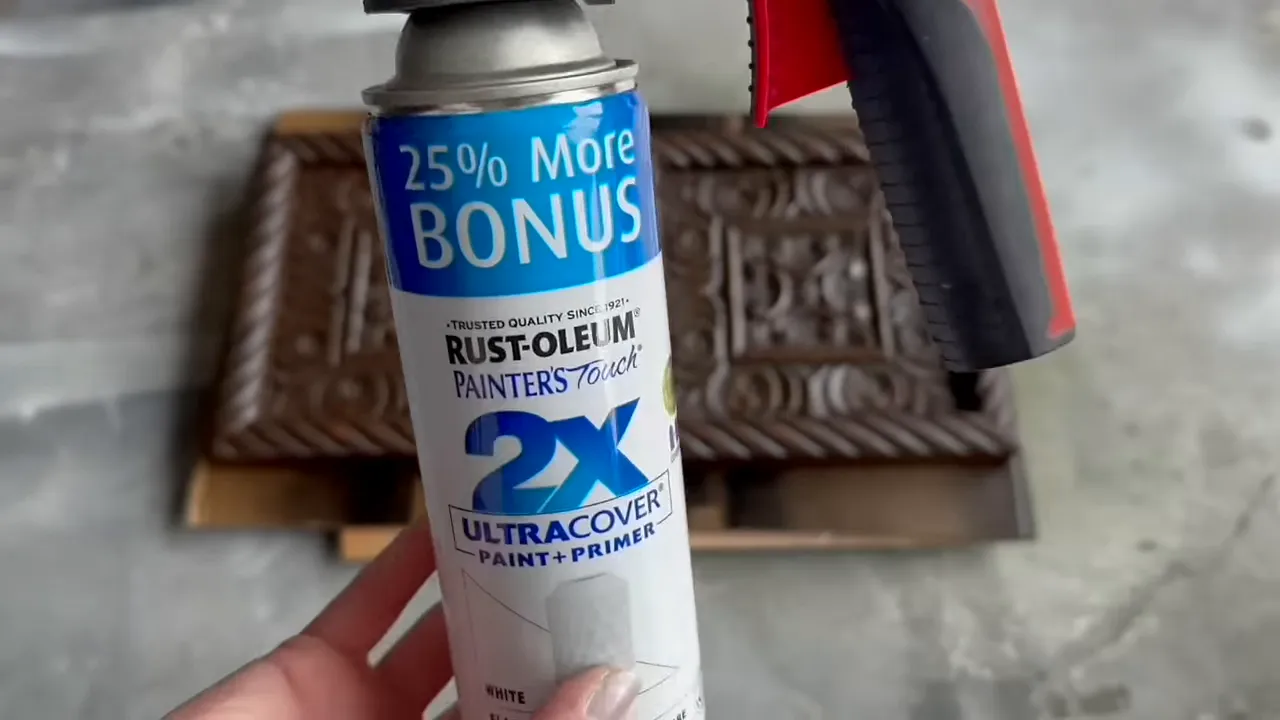 25% More
BONUS
•TRUSTED QUALITY SINCE 1921•
RUST-OLEUM®
PAINTER'S Touch®
2X
ULTRACOVER®
PAINT+PRIMER
WHITE